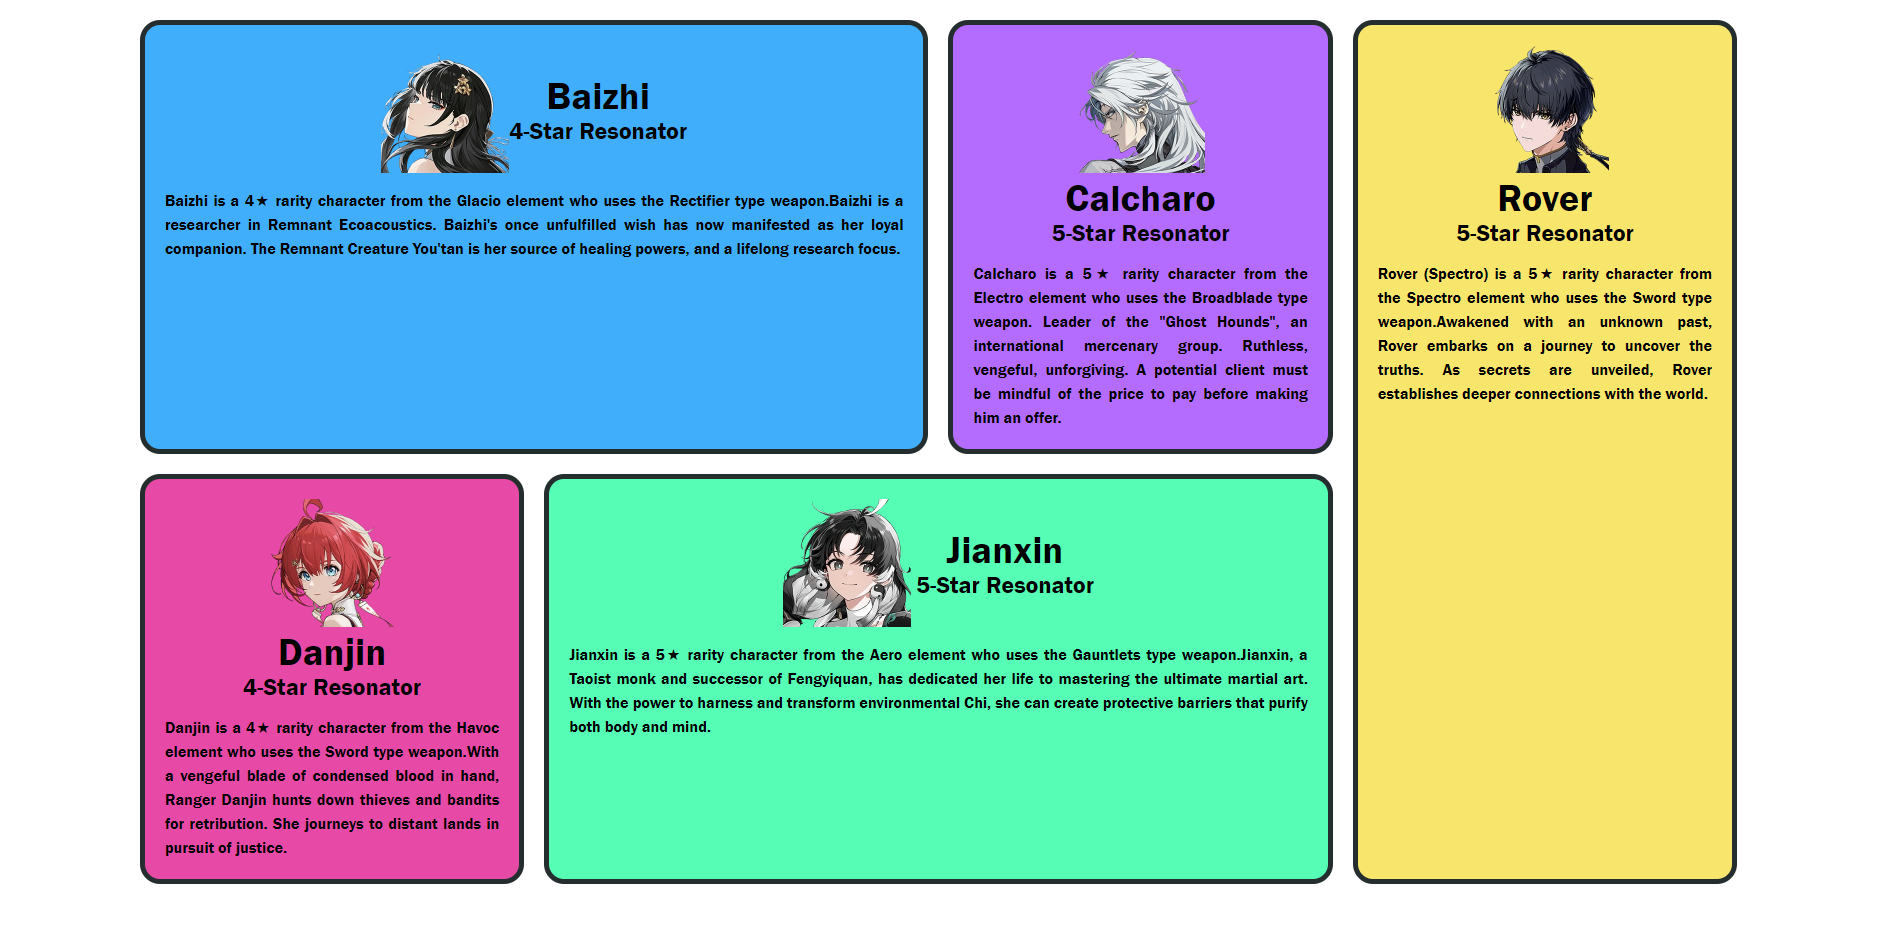 Baizhi
4-Star Resonator
Baizhi is a 4★ rarity character from the Glacio element who uses the Rectifier type weapon.Baizhi is a
researcher in Remnant Ecoacoustics. Baizhi's once unfulfilled wish has now manifested as her loyal
companion. The Remnant Creature You'tan is her source of healing powers, and a lifelong research focus.
Calcharo
5-Star Resonator
Calcharo is a 5★ rarity character from the
Electro element who uses the Broadblade type
weapon. Leader of the "Ghost Hounds", an
international mercenary group. Ruthless,
vengeful, unforgiving. A potential client must
be mindful of the price to pay before making
him an offer.
Rover
5-Star Resonator
Rover (Spectro) is a 5★ rarity character from
the Spectro element who uses the Sword type
weapon.Awakened with an unknown past,
Rover embarks on a journey to uncover the
truths. As secrets are unveiled, Rover
establishes deeper connections with the world.
Danjin
4-Star Resonator
Danjin is a 4★ rarity character from the Havoc
element who uses the Sword type weapon.With
a vengeful blade of condensed blood in hand,
Ranger Danjin hunts down thieves and bandits
for retribution. She journeys to distant lands in
pursuit of justice.
Jianxin
5-Star Resonator
Jianxin is a 5★ rarity character from the Aero element who uses the Gauntlets type weapon.Jianxin, a
Taoist monk and successor of Fengyiquan, has dedicated her life to mastering the ultimate martial art.
With the power to harness and transform environmental Chi, she can create protective barriers that purify
both body and mind.